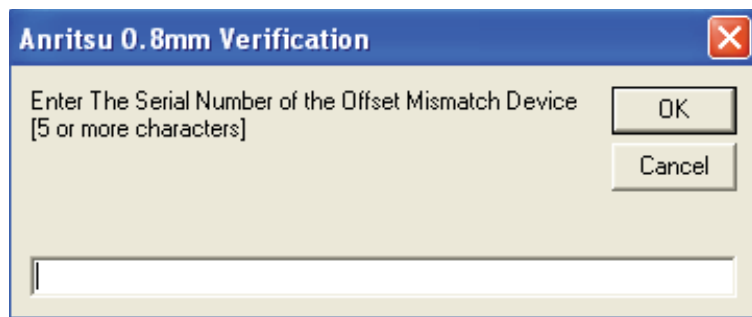 Anritsu 0.8mm Verification
Enter The Serial Number of the Offset Mismatch Device
[5 or more characters]
OK
Cancel